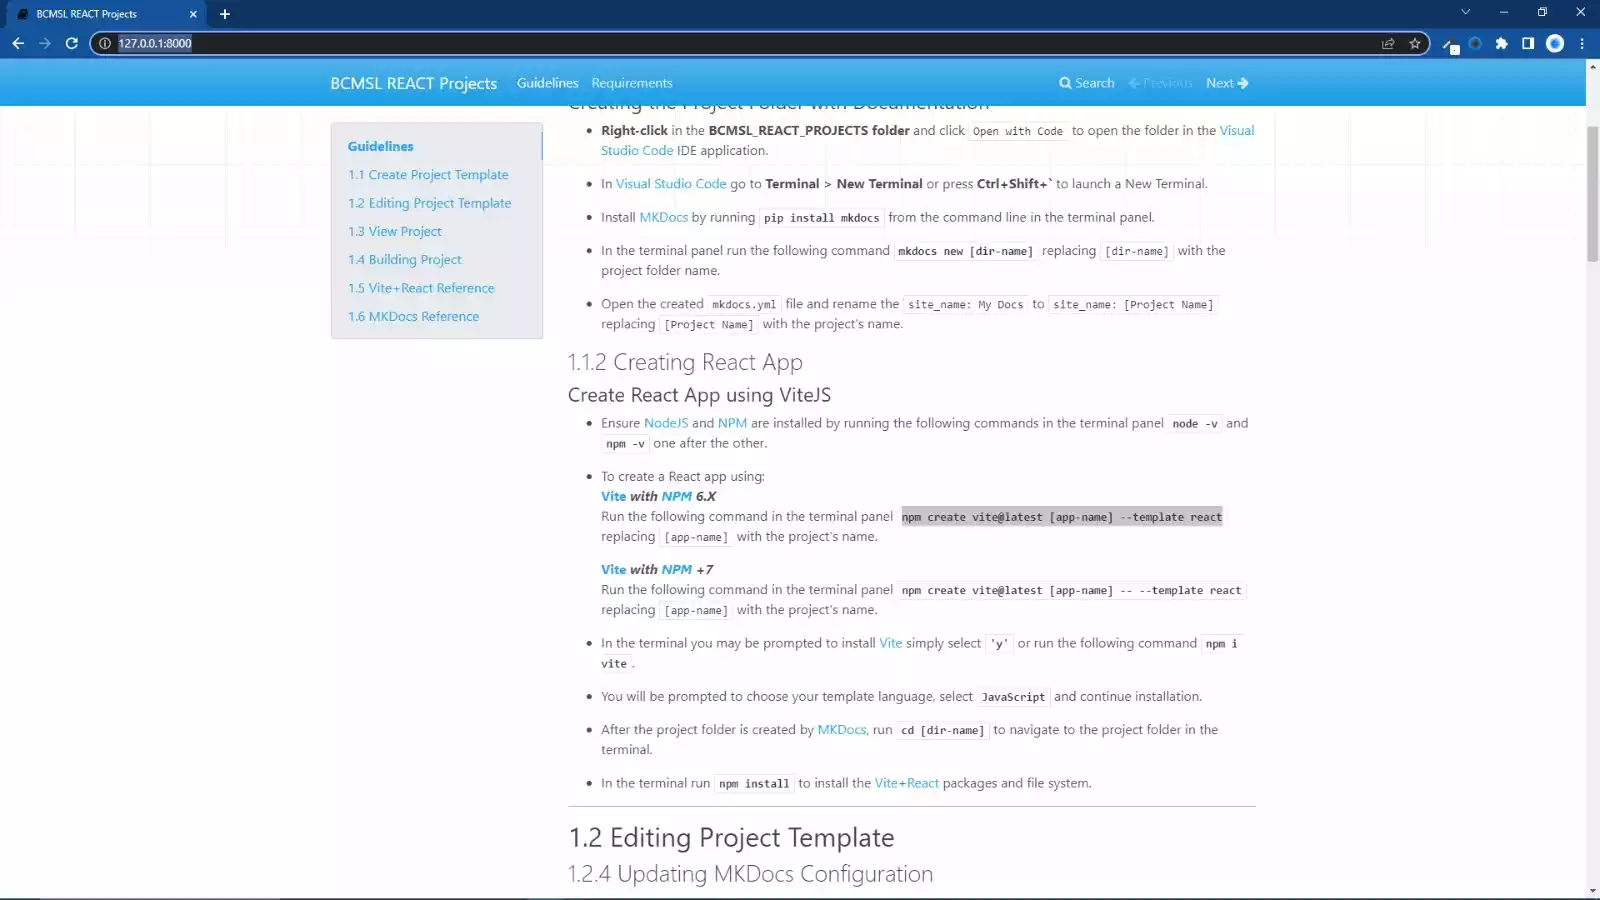 BCMSL REACT Projects
127.0.0.1:8000
BCMSL REACT Projects Guidelines Requirements Search Previous Next
Guidelines
1.1 Create Project Template
1.2 Editing Project Template
1.3 View Project
1.4 Building Project
1.5 Vite+React Reference
1.6 MKDocs Reference
Creating the Project Folder with Documentation
Right-click in the BCMSL_REACT_PROJECTS folder and click Open with Code to open the folder in the Visual
Studio Code IDE application.
In Visual Studio Code go to Terminal > New Terminal or press Ctrl+Shift+` to launch a New Terminal.
Install MKDocs by running pip install mkdocs from the command line in the terminal panel.
In the terminal panel run the following command mkdocs new [dir-name] replacing [dir-name] with the
project folder name.
Open the created mkdocs.yml file and rename the site_name: My Docs to site_name: [Project Name]
replacing [Project Name] with the project's name.
1.1.2 Creating React App
Create React App using ViteJS
Ensure NodeJS and NPM are installed by running the following commands in the terminal panel node -v and
npm -v one after the other.
To create a React app using:
Vite with NPM 6.X
Run the following command in the terminal panel npm create vite@latest [app-name] --template react
replacing [app-name] with the project's name.
Vite with NPM +7
Run the following command in the terminal panel npm create vite@latest [app-name] -- --template react
replacing [app-name] with the project's name.
In the terminal you may be prompted to install Vite simply select 'y' or run the following command npm i
vite.
You will be prompted to choose your template language, select JavaScript and continue installation.
After the project folder is created by MKDocs, run cd [dir-name] to navigate to the project folder in the
terminal.
In the terminal run npm install to install the Vite+React packages and file system.
1.2 Editing Project Template
1.2.4 Updating MKDocs Configuration